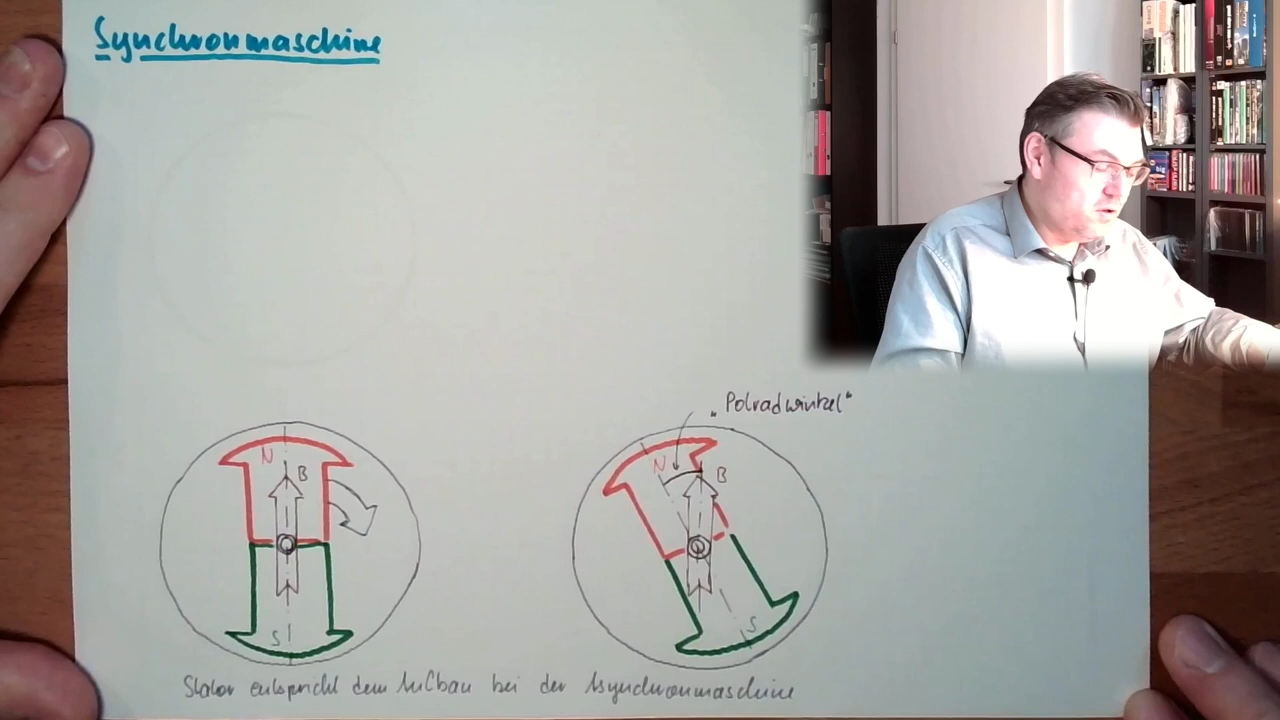 Synchronmaschine
„Polradwinkel“
N
B
N
B
S
S
Stator entspricht dem Aufbau bei der Asynchronmaschine